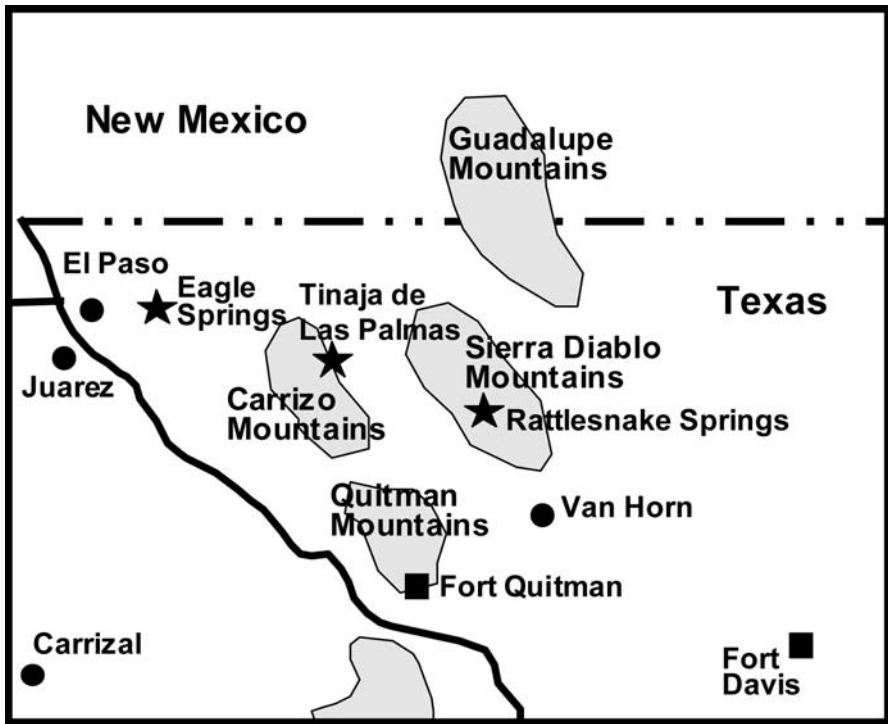 New Mexico
Guadalupe
Mountains
El Paso
Eagle
Springs
Tinaja de
Las Palmas
Texas
Juarez
Sierra Diablo
Mountains
Carrizo
Mountains
Rattlesnake Springs
Quitman
Mountains
Van Horn
Fort Quitman
Carrizal
Fort
Davis